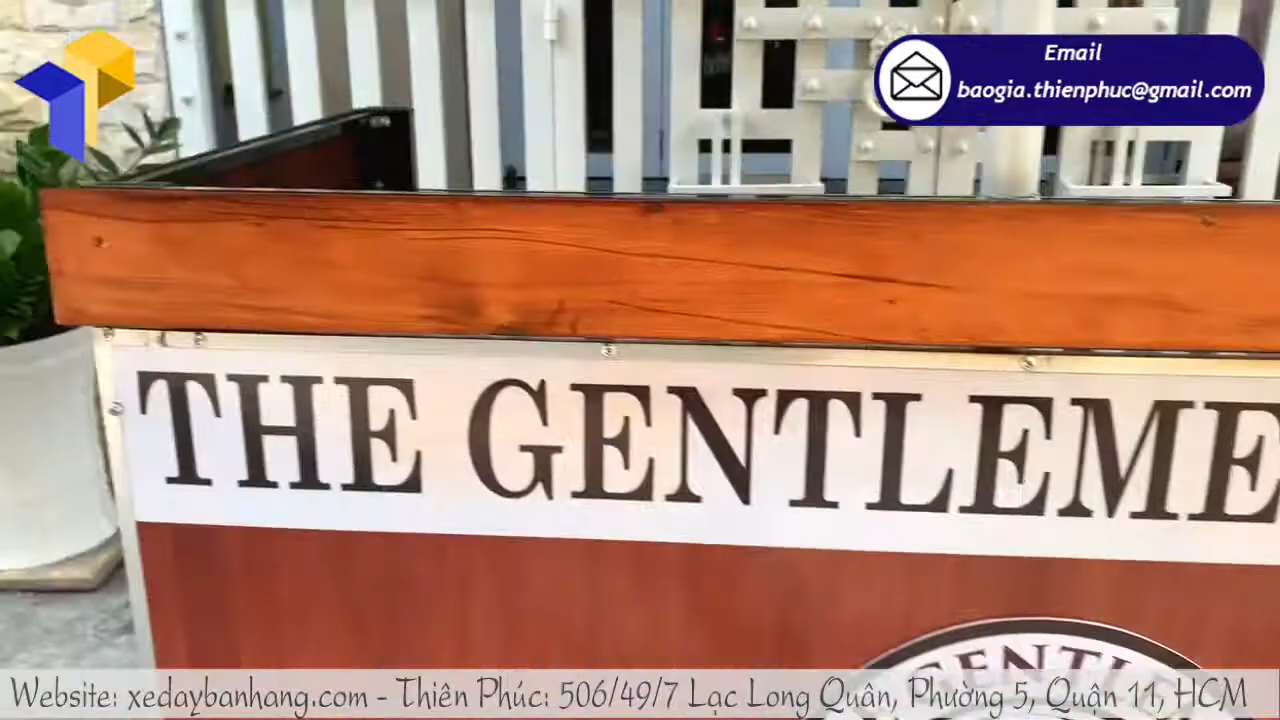 Email
baogia.thienphuc@gmail.com
THE GENTLEME
GENTLE
Website: xedaybanhang.com - Thiên Phúc: 506/49/7 Lạc Long Quân, Phường 5, Quận 11, HCM